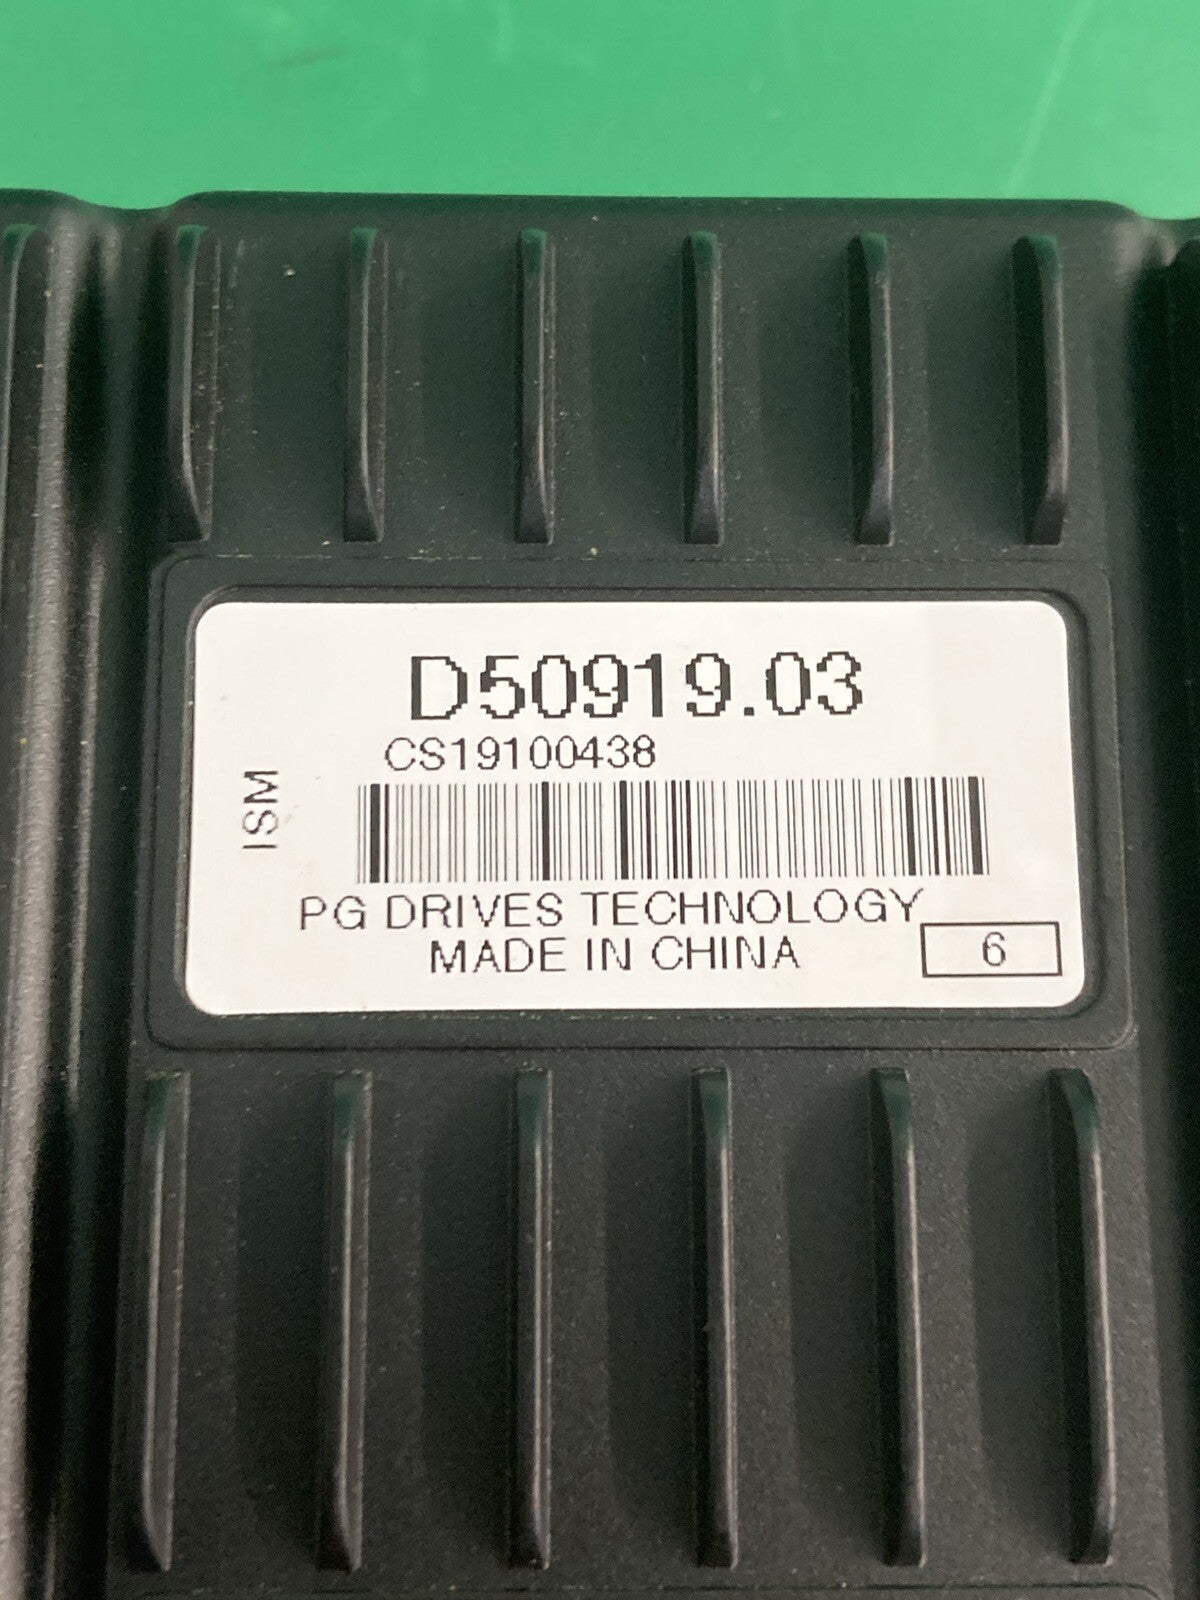 D50919.03
CS19100438
ISM
PG DRIVES TECHNOLOGY
MADE IN CHINA
6